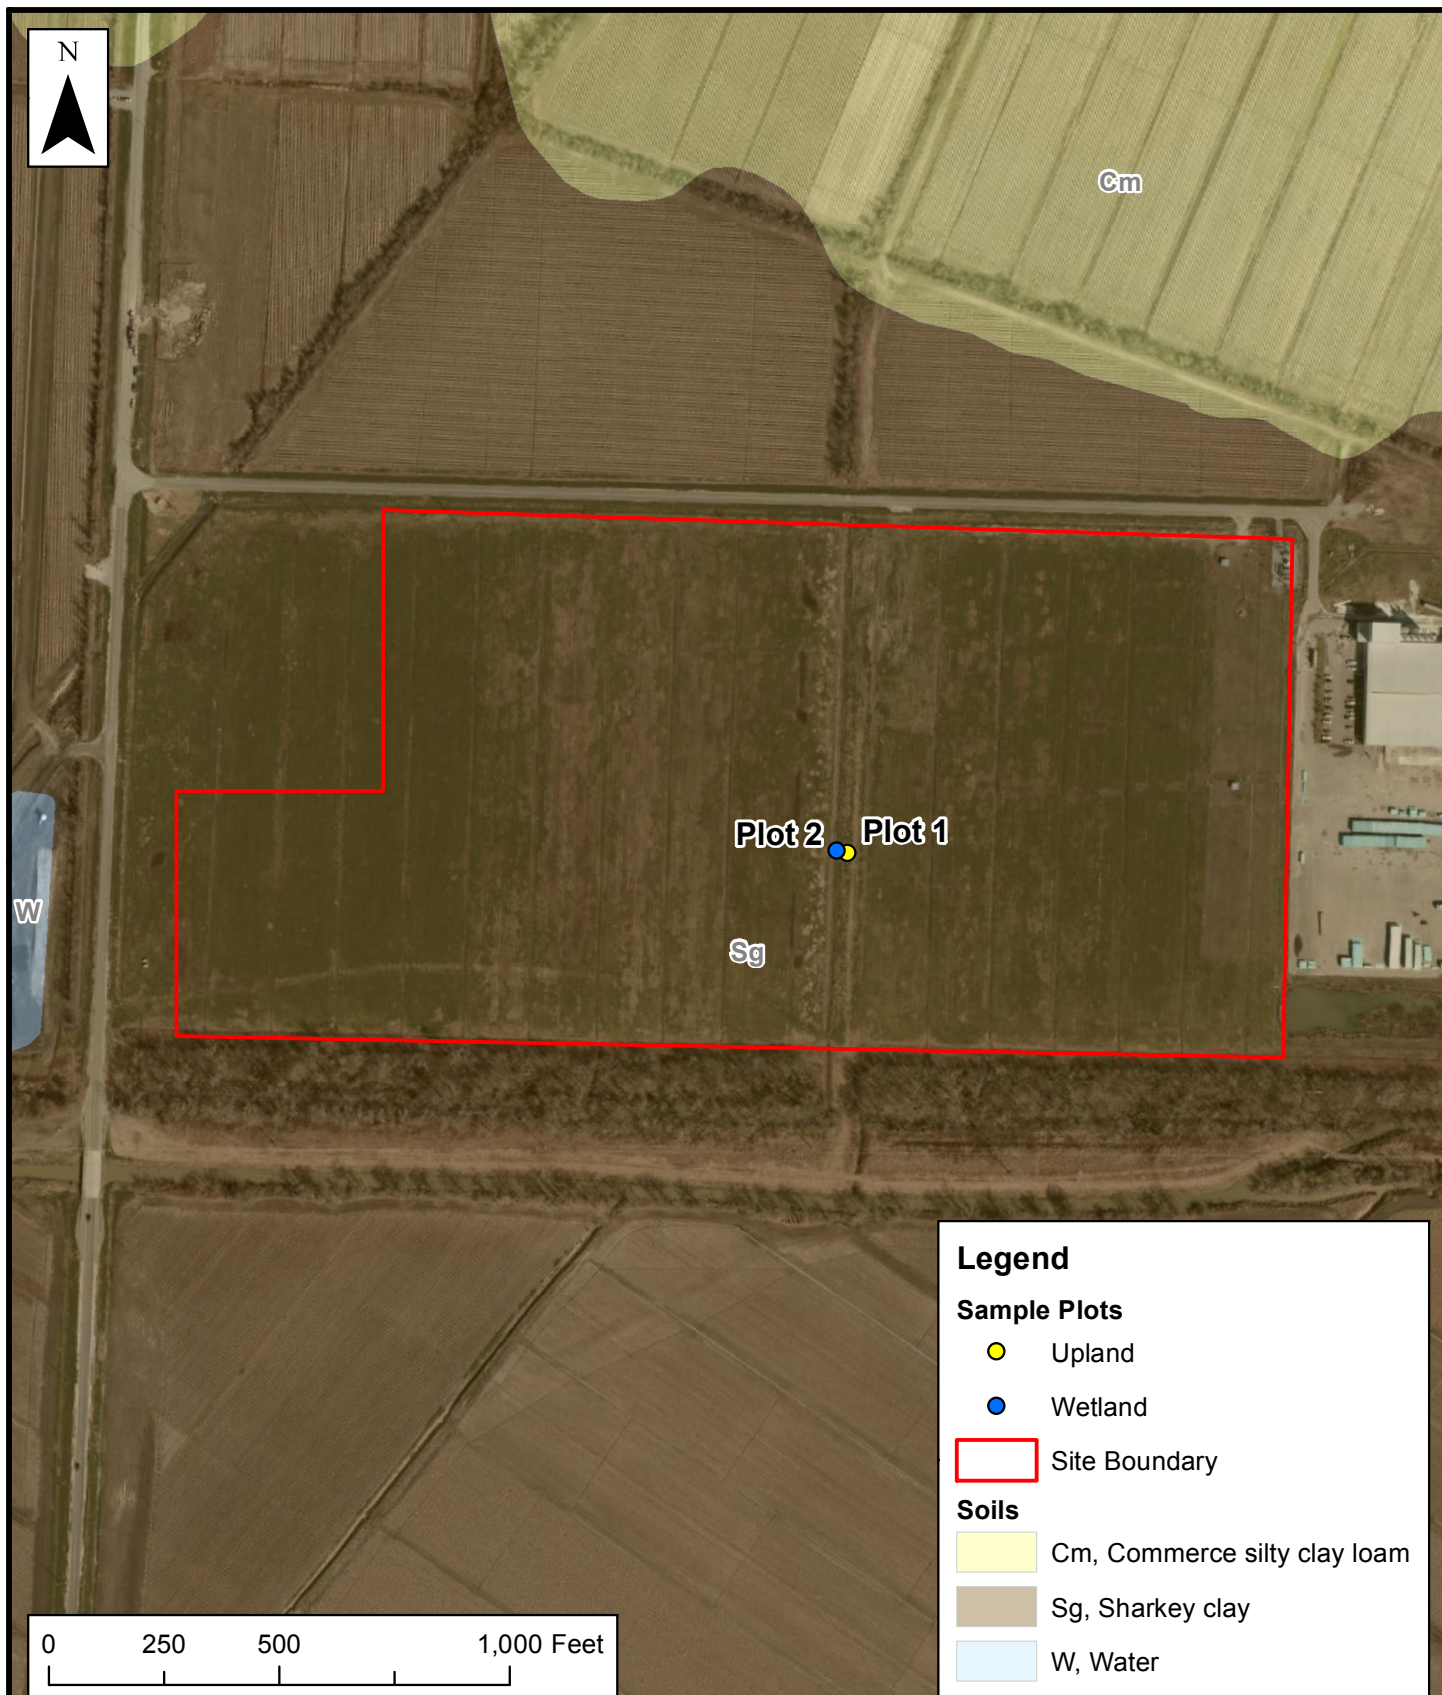 N
Cm
Plot 2
Plot 1
W
Sg
Legend
Sample Plots
Upland
Wetland
Site Boundary
Soils
Cm, Commerce silty clay loam
Sg, Sharkey clay
W, Water
0 250 500 1,000 Feet